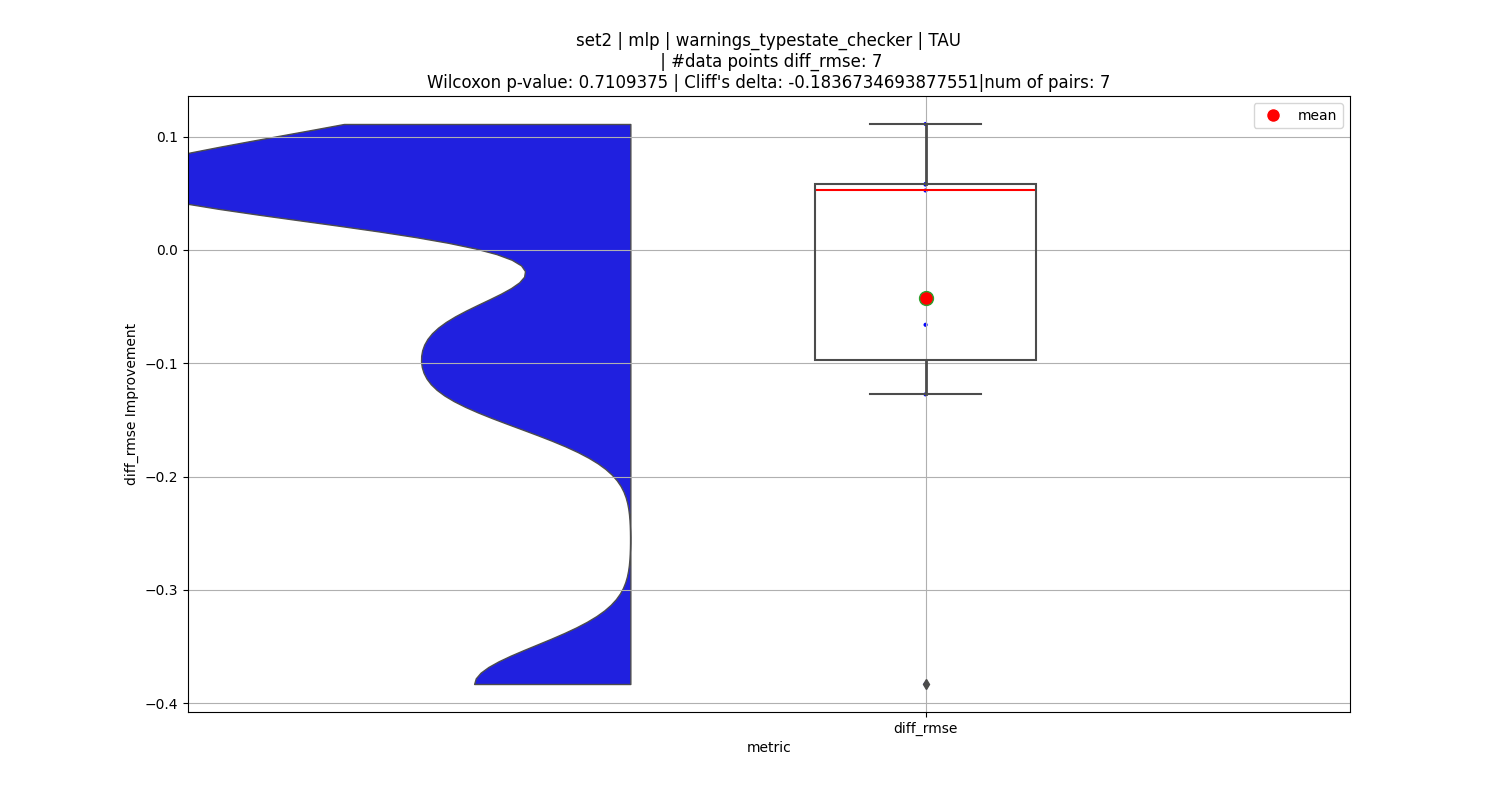 set2 | mlp | warnings_typestate_checker | TAU
| #data points diff_rmse: 7
Wilcoxon p-value: 0.7109375 | Cliff's delta: -0.1836734693877551|num of pairs: 7
mean
0.1
0.0
−0.1
−0.2
−0.3
−0.4
diff_rmse Improvement
diff_rmse
metric